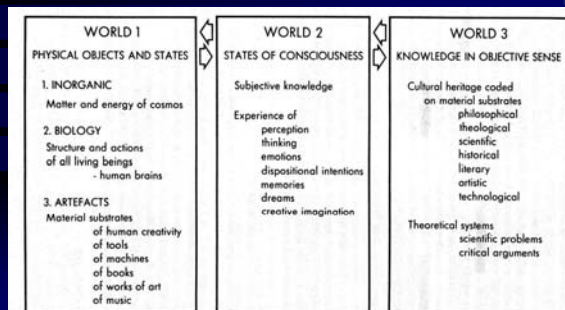 WORLD 1
PHYSICAL OBJECTS AND STATES
1. INORGANIC
Matter and energy of cosmos
2. BIOLOGY
Structure and actions
of all living beings
- human brains
3. ARTEFACTS
Material substrates
of human creativity
of tools
of machines
of books
of works of art
of music
WORLD 2
STATES OF CONSCIOUSNESS
Subjective knowledge
Experience of
perception
thinking
emotions
dispositional intentions
memories
dreams
creative imagination
WORLD 3
KNOWLEDGE IN OBJECTIVE SENSE
Cultural heritage coded
on material substrates
philosophical
theological
scientific
historical
literary
artistic
technological
Theoretical systems
scientific problems
critical arguments